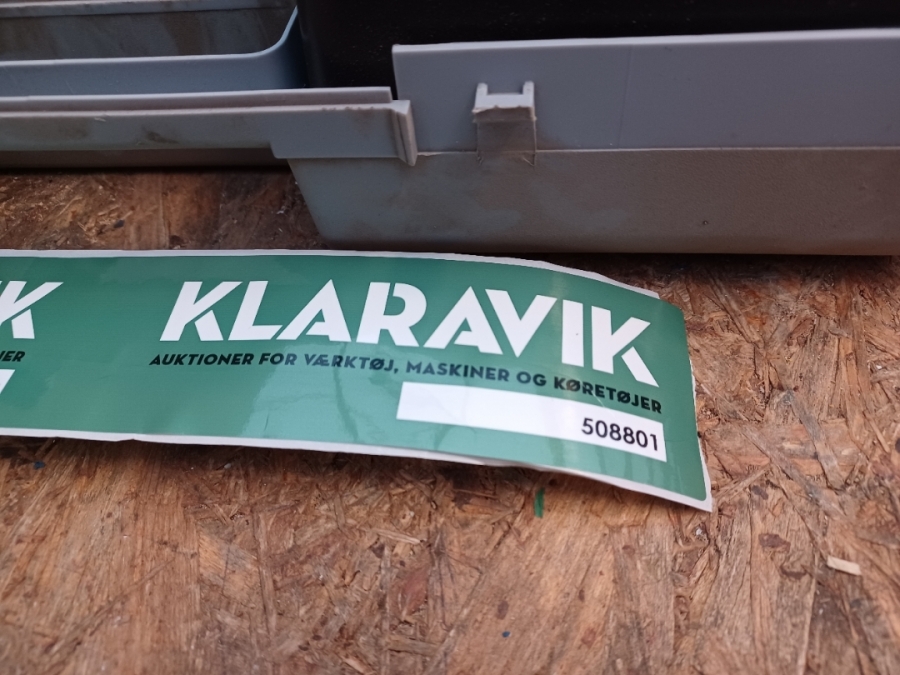 K
KLARAVIK
AUKTIONER FOR VÆRKTØJ, MASKINER OG KØRETØJER
508801